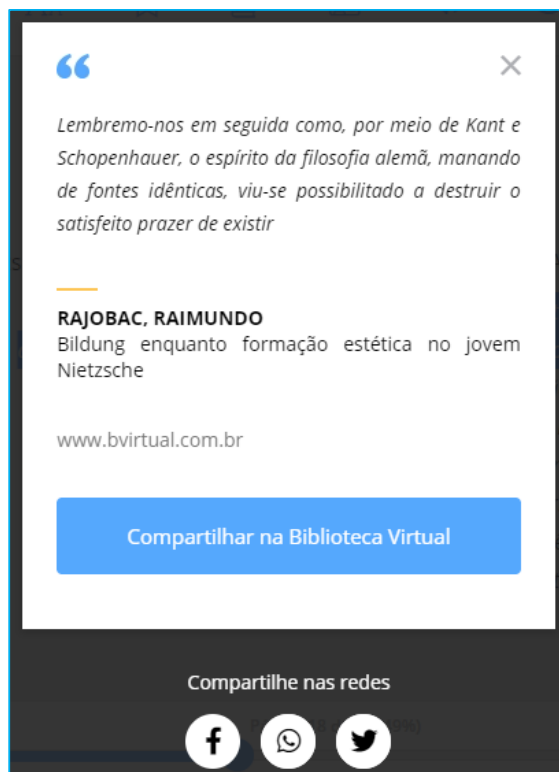 Lembremo-nos em seguida como, por meio de Kant e
Schopenhauer, o espírito da filosofia alemã, manando
de fontes idênticas, viu-se possibilitado a destruir o
satisfeito prazer de existir
RAJOBAC, RAIMUNDO
Bildung enquanto formação estética no jovem
Nietzsche
www.bvirtual.com.br
Compartilhar na Biblioteca Virtual
Compartilhe nas redes